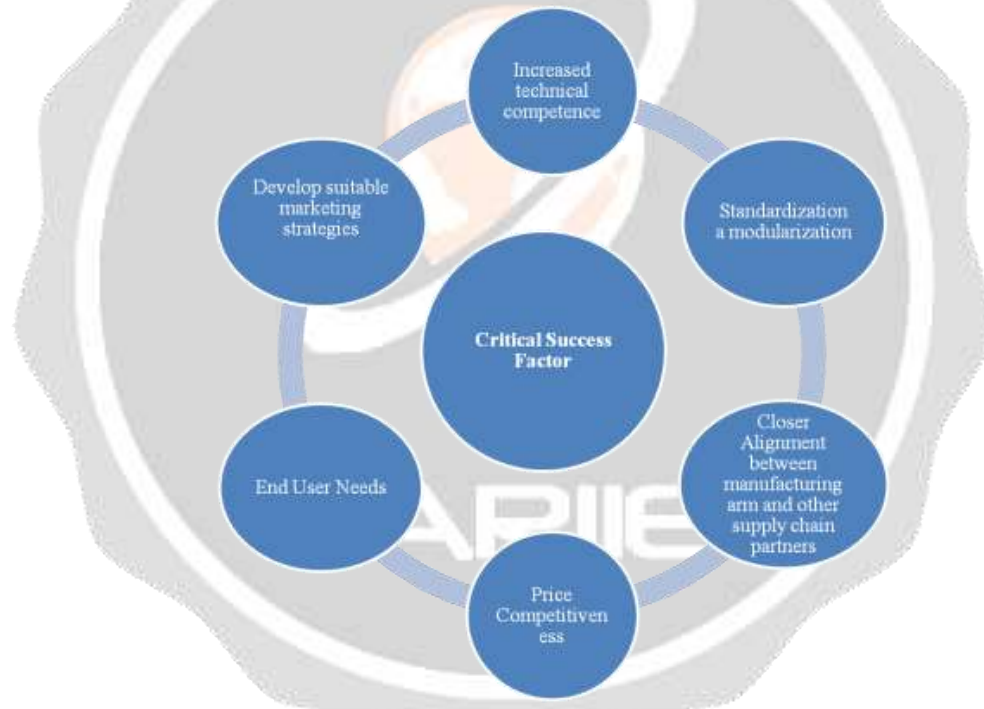 Increased
technical
competence
Develop suitable
marketing
strategies
Standardization
a modularization
Critical Success
Factor
End User Needs
Closer
Alignment
between
manufacturing
arm and other
supply chain
partners
Price
Competitiven
ess